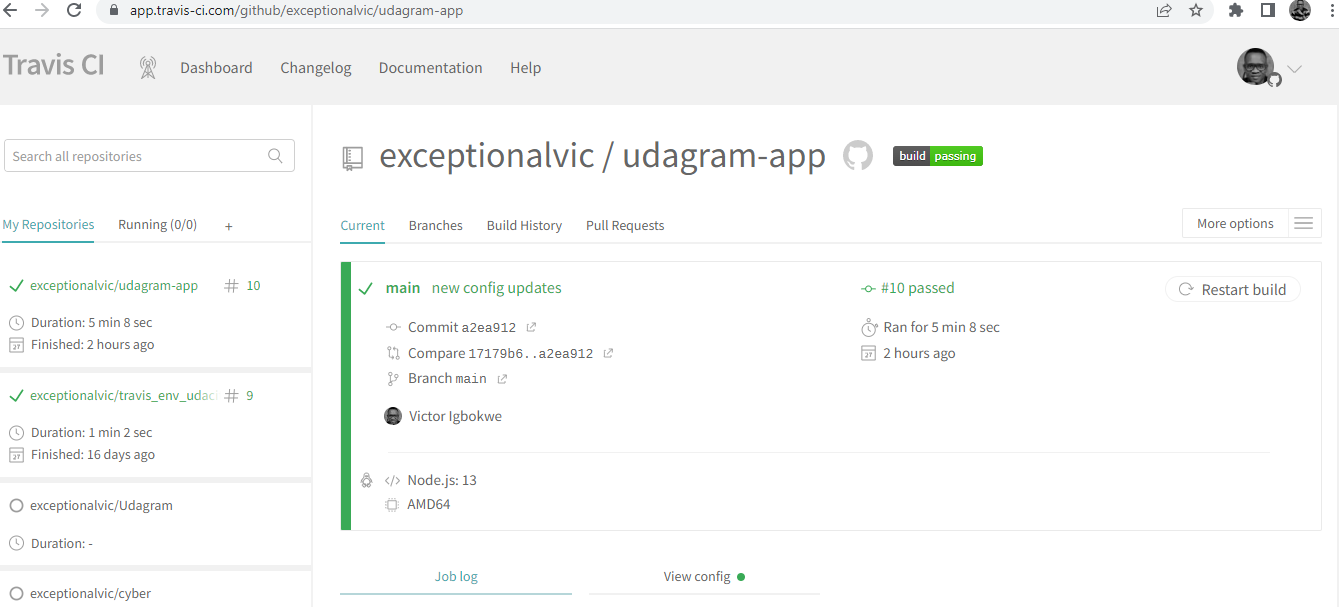 app.travis-ci.com/github/exceptionalvic/udagram-app
Travis CI
Dashboard
Changelog
Documentation
Help
Search all repositories
My Repositories
Running (0/0)
+
exceptionalvic/udagram-app
# 10
Duration: 5 min 8 sec
27
Finished: 2 hours ago
exceptionalvic/travis_env_udaci
# 9
Duration: 1 min 2 sec
27
Finished: 16 days ago
exceptionalvic/Udagram
Duration: -
exceptionalvic/cyber
exceptionalvic / udagram-app
build passing
Current
Branches
Build History
Pull Requests
More options
main new config updates
#10 passed
Restart build
Commit a2ea912
Ran for 5 min 8 sec
Compare 17179b6..a2ea912
27
2 hours ago
Branch main
Victor Igbokwe
</> Node.js: 13
AMD64
Job log
View config